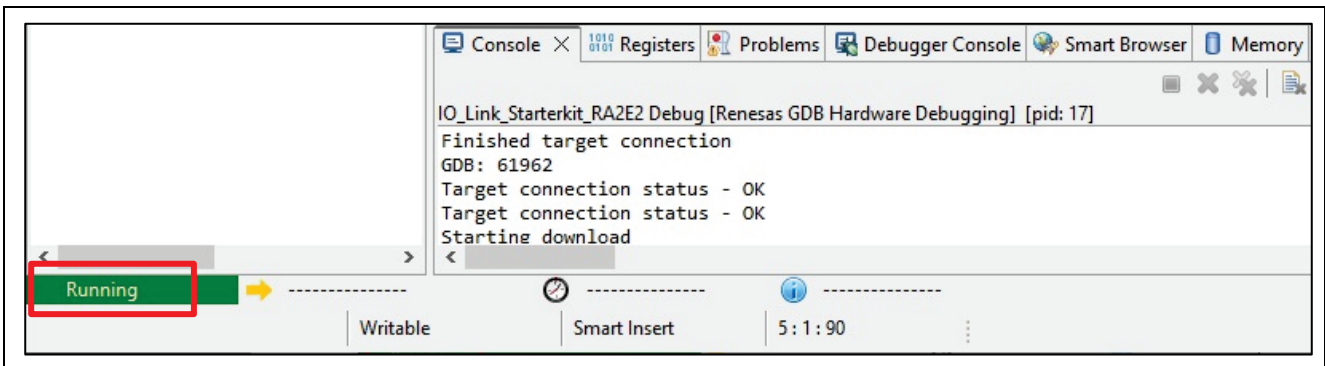 Console Registers Problems Debugger Console Smart Browser Memory
IO_Link_Starterkit_RA2E2 Debug [Renesas GDB Hardware Debugging] [pid: 17]
Finished target connection
GDB: 61962
Target connection status - OK
Target connection status - OK
Starting download
Running --------------- --------------- ---------------
Writable Smart Insert 5 : 1 : 90